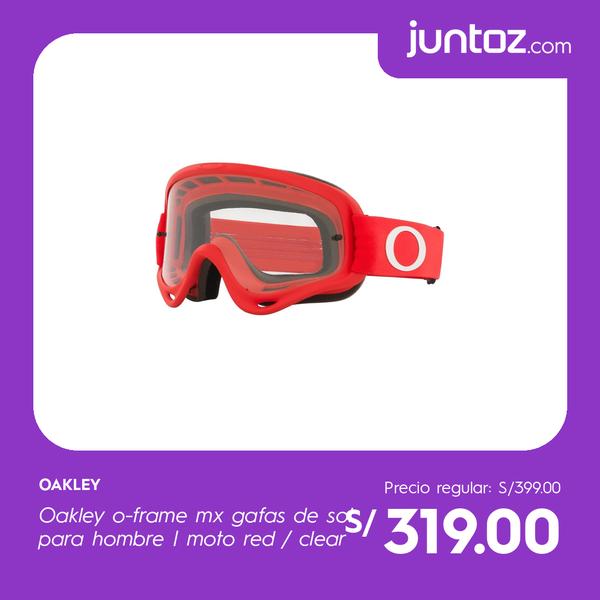 juntoz.com
OAKLEY
Precio regular: S/399.00
Oakley o-frame mx gafas de so
S/ 319.00
para hombre | moto red / clear